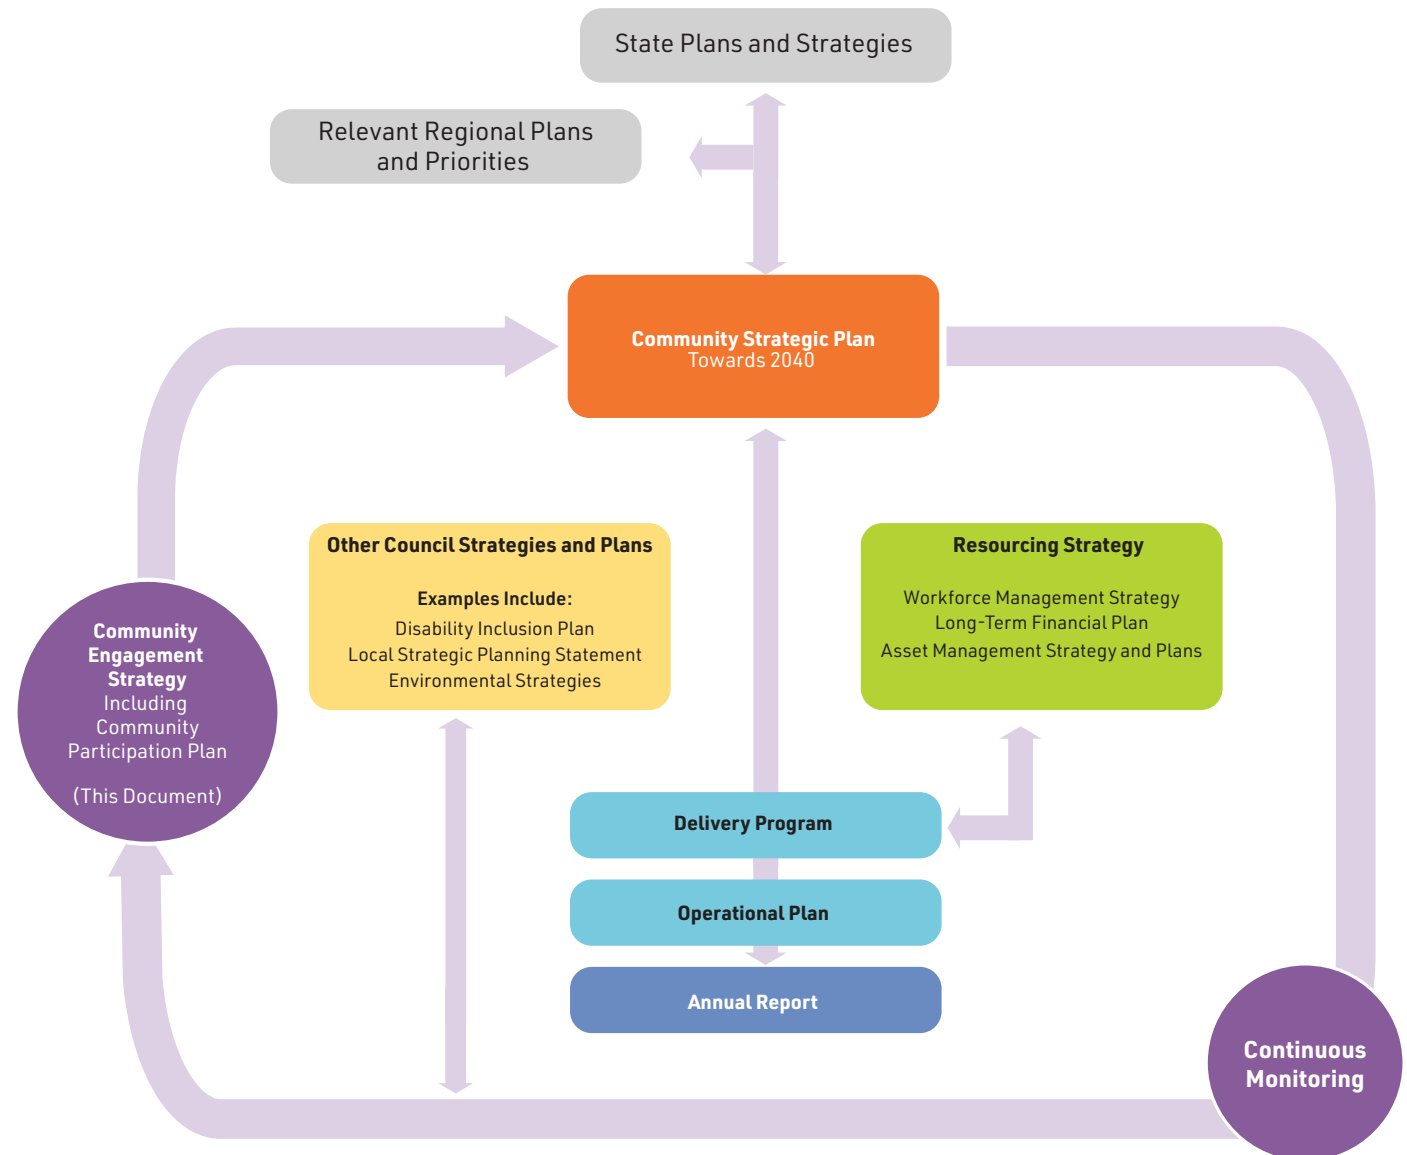 State Plans and Strategies
Relevant Regional Plans
and Priorities
Community Strategic Plan
Towards 2040
Other Council Strategies and Plans
Examples Include:
Disability Inclusion Plan
Local Strategic Planning Statement
Environmental Strategies
Resourcing Strategy
Workforce Management Strategy
Long-Term Financial Plan
Asset Management Strategy and Plans
Community
Engagement
Strategy
Including
Community
Participation Plan
(This Document)
Delivery Program
Operational Plan
Annual Report
Continuous
Monitoring